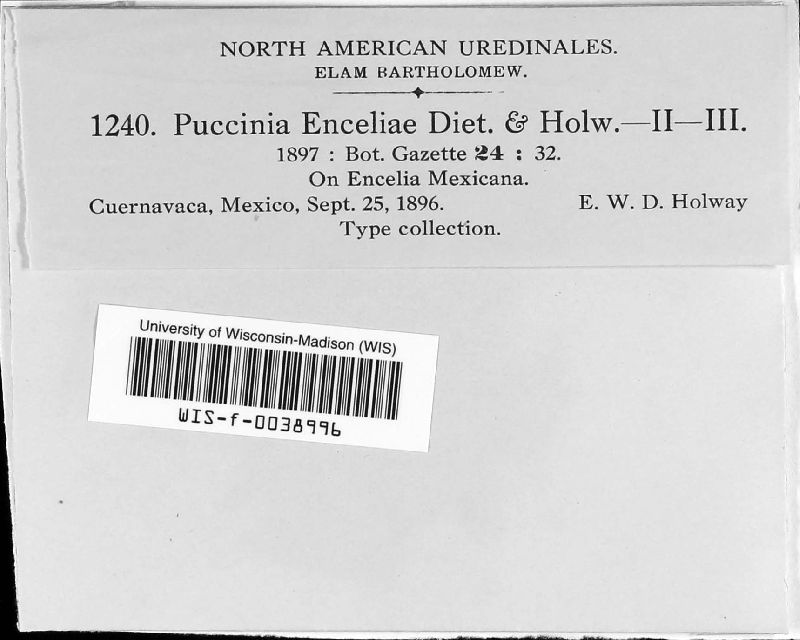 NORTH AMERICAN UREDINALES.
ELAM BARTHOLOMEW.
1240. Puccinia Enceliae Diet. & Holw.—II—III.
1897 : Bot. Gazette 24 : 32.
On Encelia Mexicana.
Cuernavaca, Mexico, Sept. 25, 1896. E. W. D. Holway
Type collection.
University of Wisconsin-Madison (WIS)
WIS-f-0038996